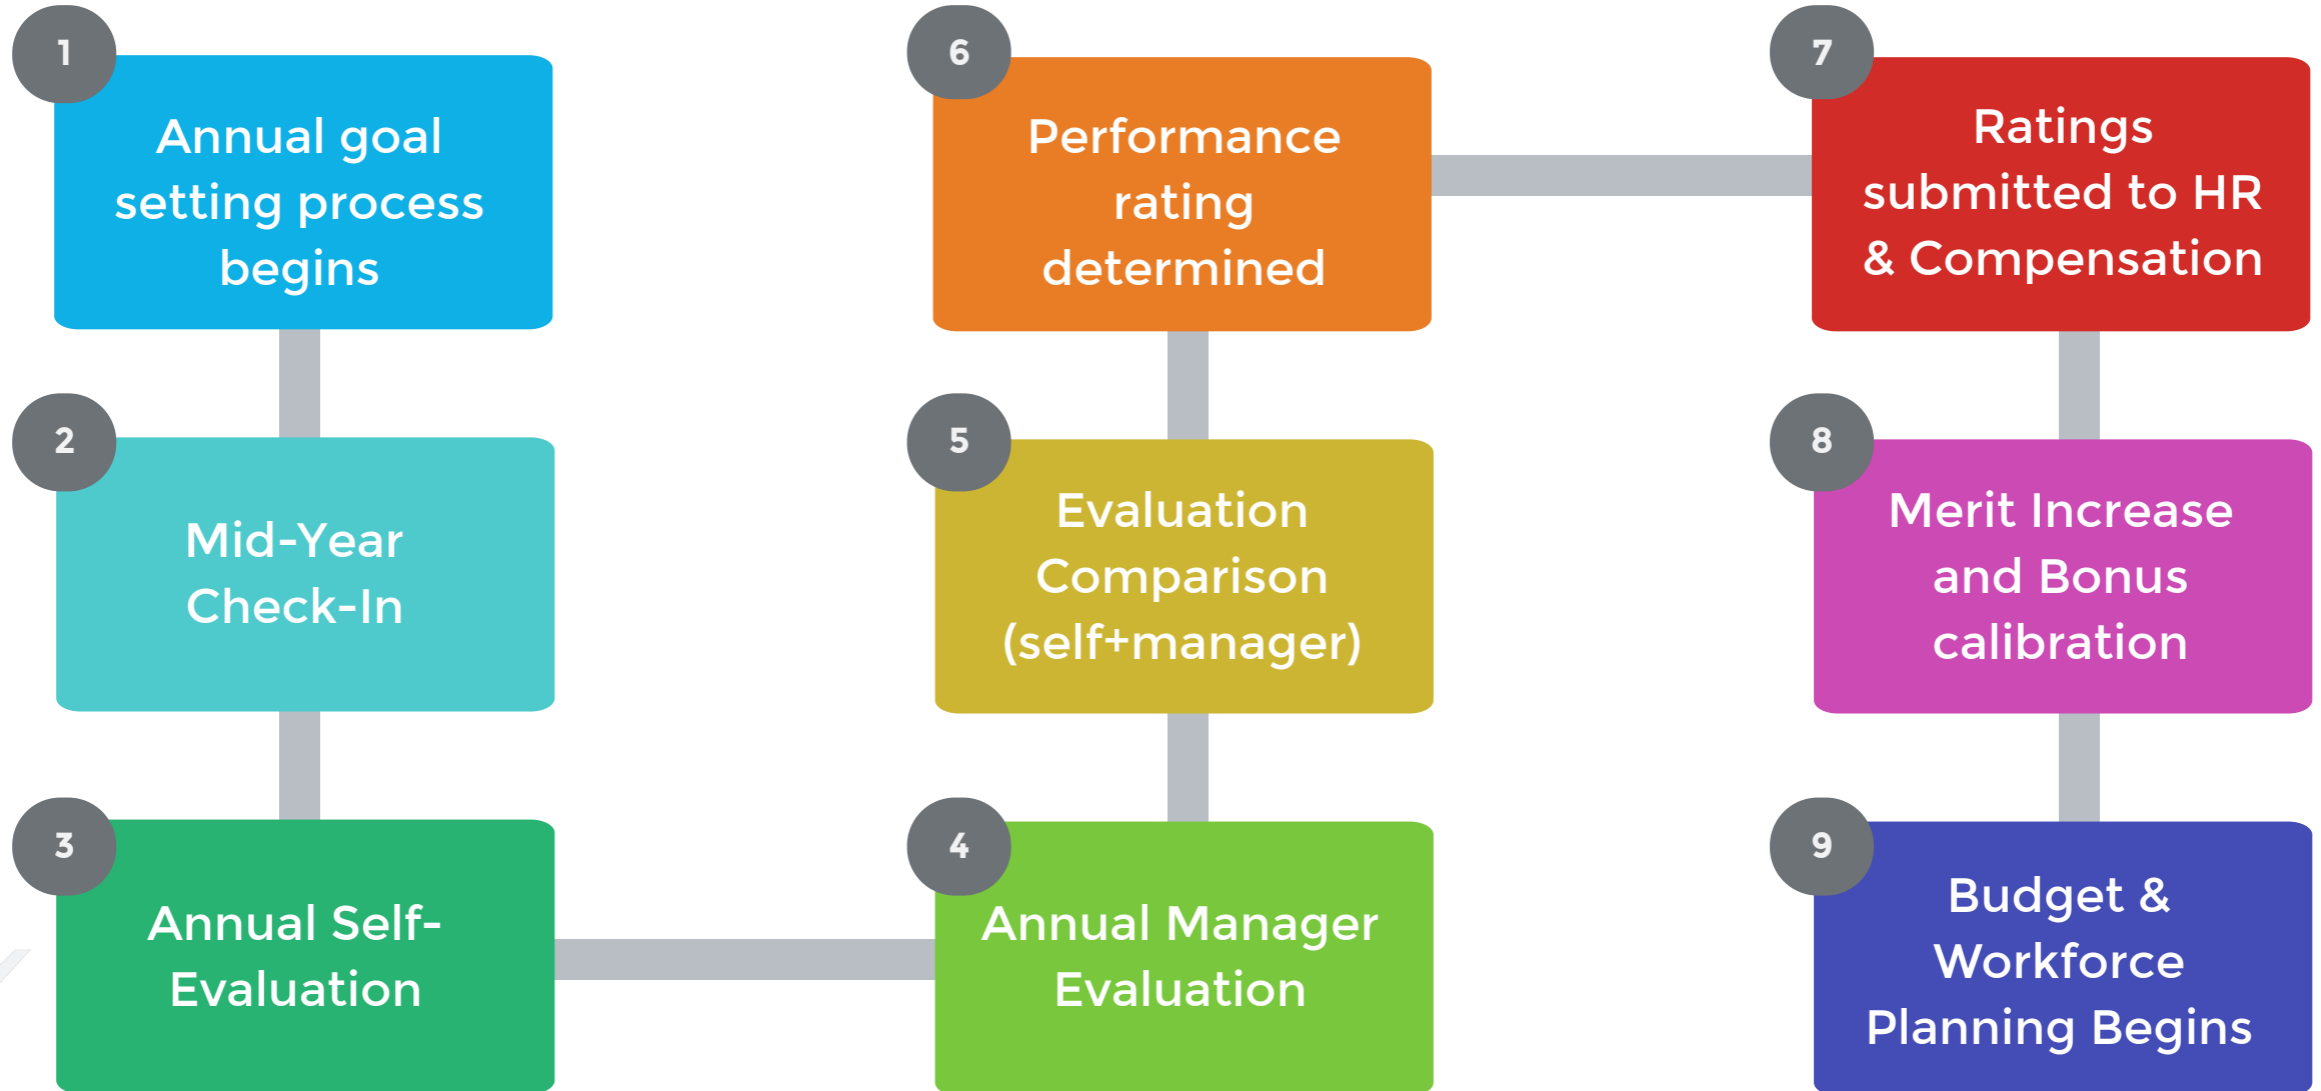 1
Annual goal
setting process
begins
2
Mid-Year
Check-In
3
Annual Self-
Evaluation
4
Annual Manager
Evaluation
5
Evaluation
Comparison
(self+manager)
6
Performance
rating
determined
7
Ratings
submitted to HR
& Compensation
8
Merit Increase
and Bonus
calibration
9
Budget &
Workforce
Planning Begins